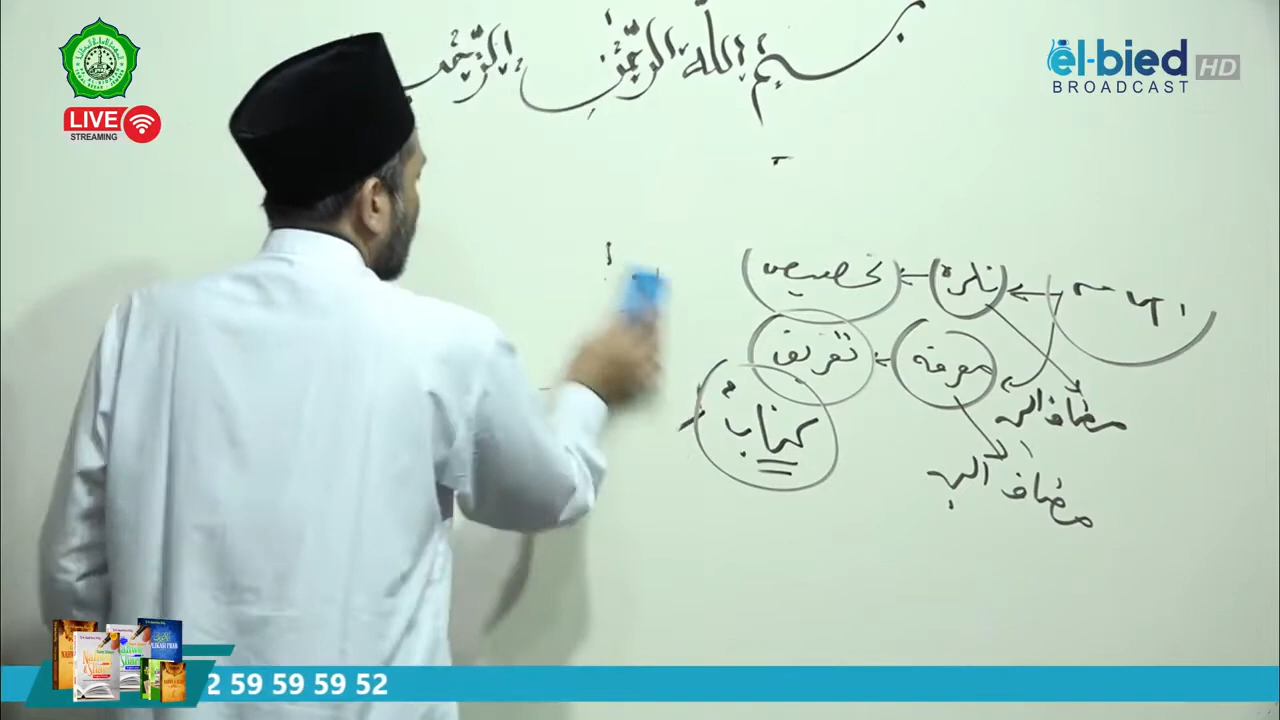 بسم الله الرحمن الرحيم
el-bied HD
BROADCAST
LIVE
STREAMING
نكرة ← تخصيص
معرفة ← تعريف
مضاف اليه
كتابٌ
مضاف اليه
2 59 59 59 52